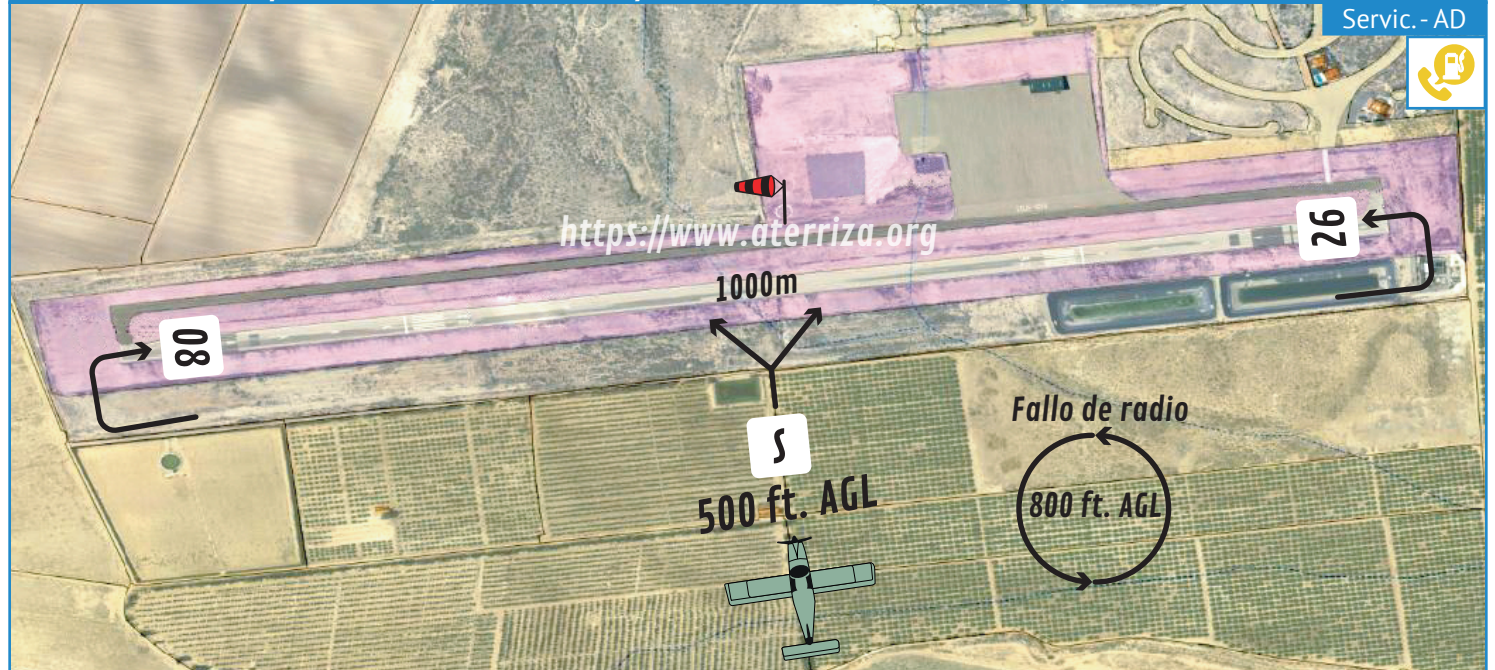 Servic. - AD
26
https://www.aterriza.org
1000m
08
Fallo de radio
S
500 ft. AGL
800 ft. AGL